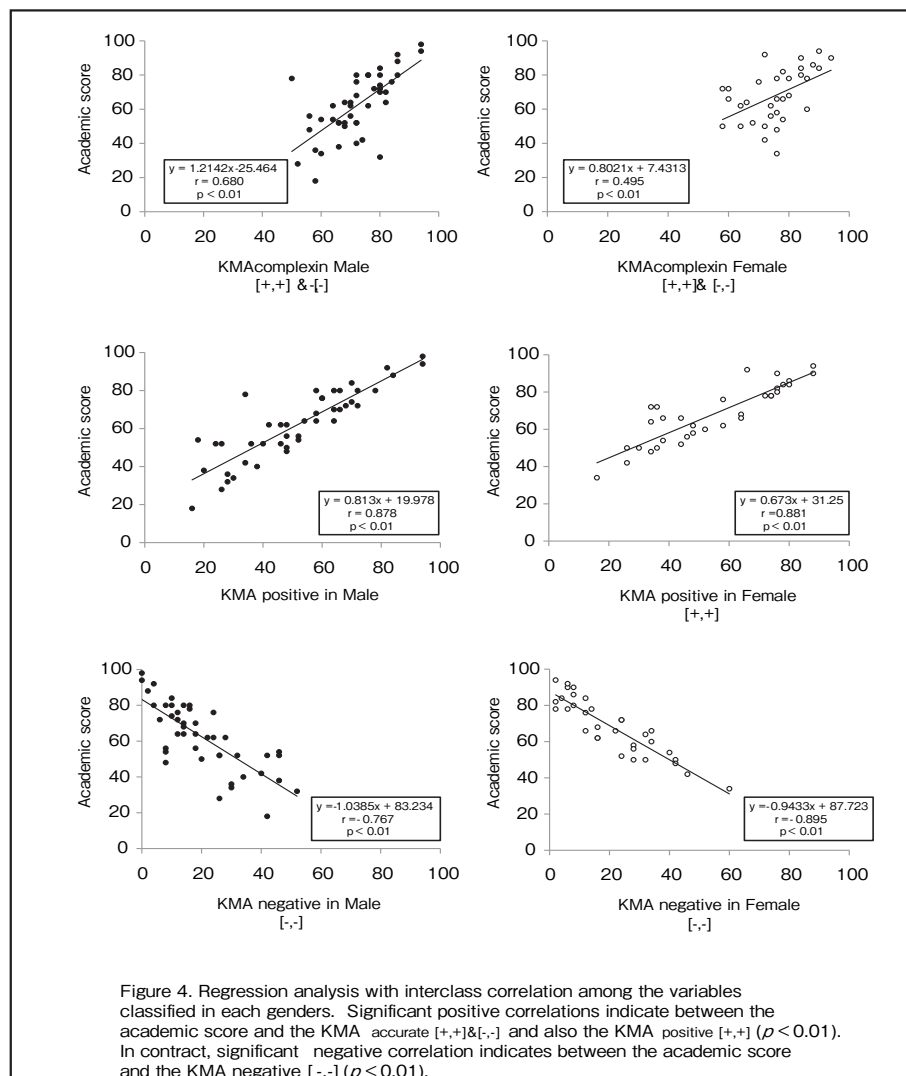 100
80
60
40
20
0
Academic score
y = 1.2142x-25.464
r = 0.680
p < 0.01
0 20 40 60 80 100
KMAcomplexin Male
[+,+] &-[-]
100
80
60
40
20
0
Academic score
y = 0.8021x + 7.4313
r = 0.495
p < 0.01
0 20 40 60 80 100
KMAcomplexin Female
[+,+]& [-,-]
100
80
60
40
20
0
Academic score
y = 0.813x + 19.978
r = 0.878
p < 0.01
0 20 40 60 80 100
KMA positive in Male
100
80
60
40
20
0
Academic score
y = 0.673x + 31.25
r =0.881
p < 0.01
0 20 40 60 80 100
KMA positive in Female
[+,+]
100
80
60
40
20
0
Academic score
y =-1.0385x + 83.234
r = - 0.767
p < 0.01
0 20 40 60 80 100
KMA negative in Male
[-,-]
100
80
60
40
20
0
Academic score
y =-0.9433x + 87.723
r = - 0.895
p < 0.01
0 20 40 60 80 100
KMA negative in Female
[-,-]
Figure 4. Regression analysis with interclass correlation among the variables
classified in each genders. Significant positive correlations indicate between the
academic score and the KMA accurate [+,+]&[-,-] and also the KMA positive [+,+] (p < 0.01).
In contract, significant negative correlation indicates between the academic score
and the KMA negative [ -,-] (p < 0.01).